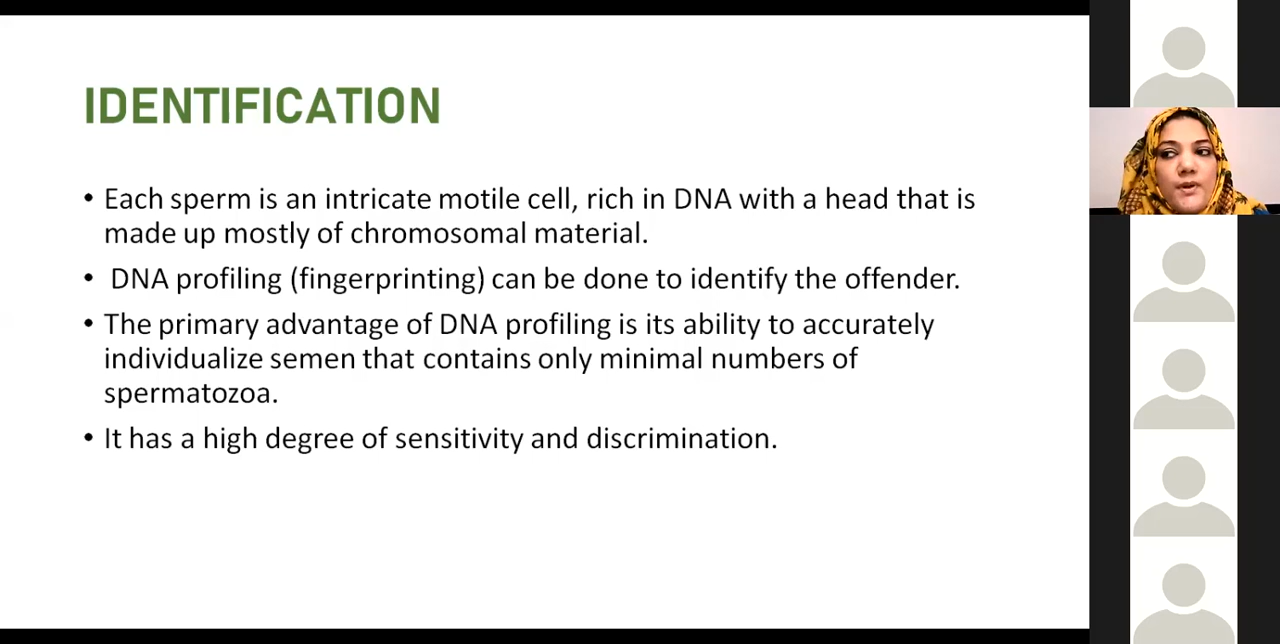 IDENTIFICATION
• Each sperm is an intricate motile cell, rich in DNA with a head that is
made up mostly of chromosomal material.
• DNA profiling (fingerprinting) can be done to identify the offender.
• The primary advantage of DNA profiling is its ability to accurately
individualize semen that contains only minimal numbers of
spermatozoa.
• It has a high degree of sensitivity and discrimination.